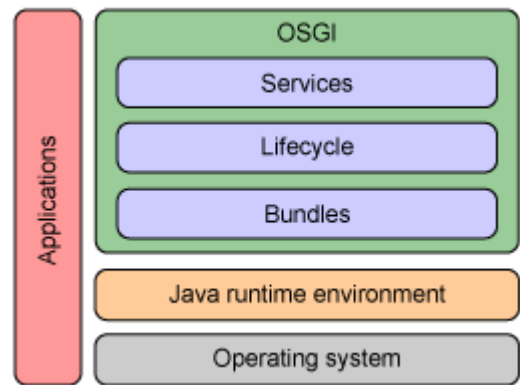 Applications
OSGI
Services
Lifecycle
Bundles
Java runtime environment
Operating system